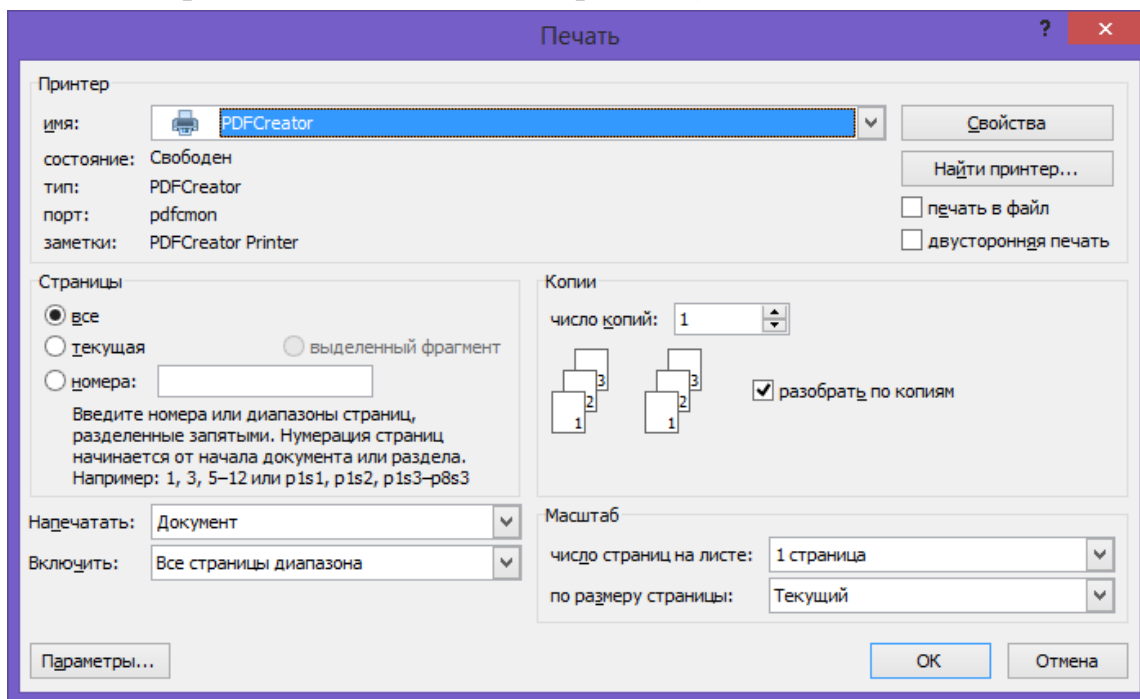 Печать
?
×
Принтер
имя:
PDFCreator
Свойства
состояние:
Свободен
Найти принтер...
тип:
PDFCreator
порт:
pdfcmon
печать в файл
заметки:
PDFCreator Printer
двусторонняя печать
Страницы
все
текущая
выделенный фрагмент
номера:
Введите номера или диапазоны страниц,
разделенные запятыми. Нумерация страниц
начинается от начала документа или раздела.
Например: 1, 3, 5–12 или p1s1, p1s2, p1s3–p8s3
Копии
число копий:
1
3
2
1
3
2
1
разобрать по копиям
Напечатать:
Документ
Включить:
Все страницы диапазона
Масштаб
число страниц на листе:
1 страница
по размеру страницы:
Текущий
Параметры...
ОК
Отмена